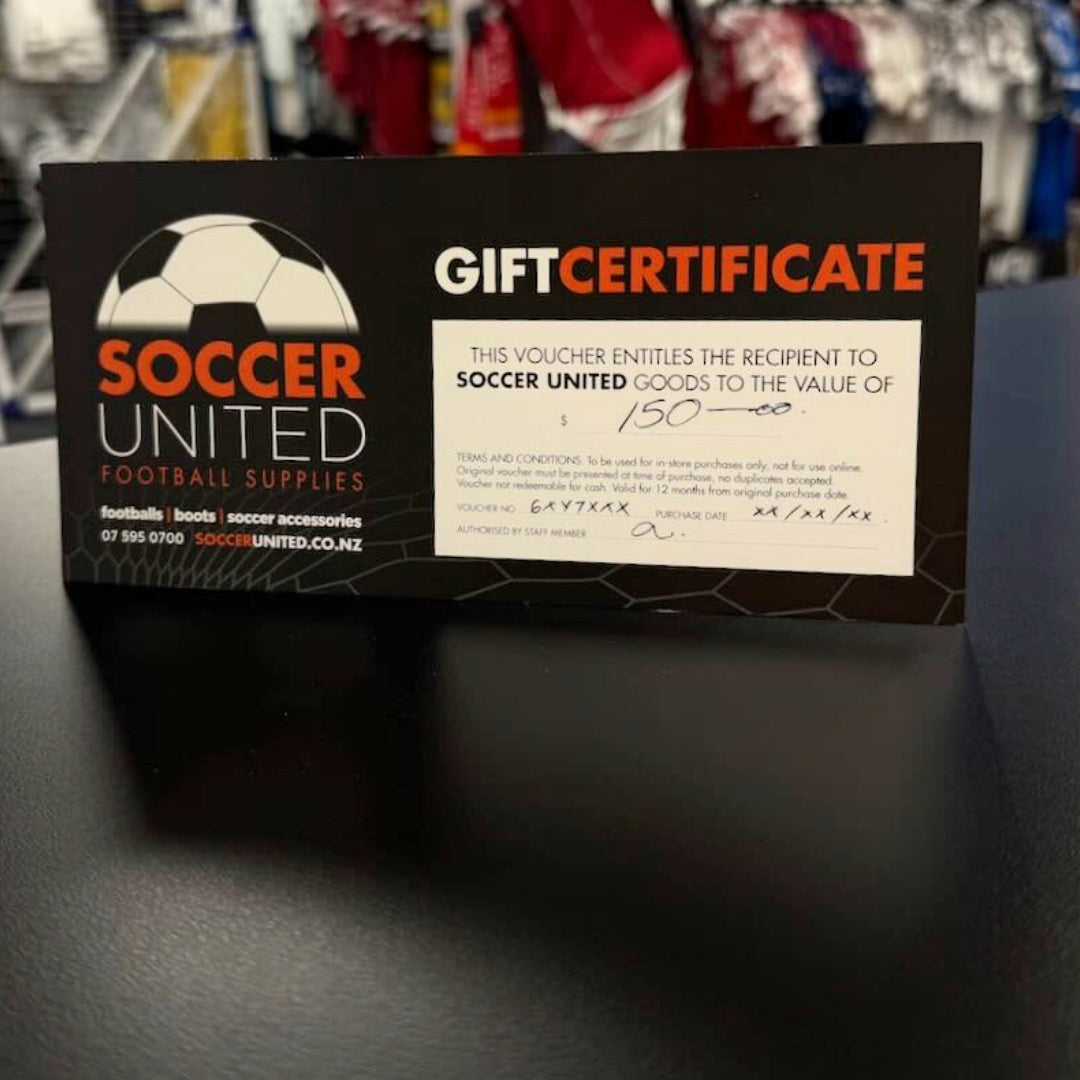 SOCCER
UNITED
FOOTBALL SUPPLIES
footballs | boots | soccer accessories
07 595 0700 SOCCERUNITED.CO.NZ
GIFTCERTIFICATE
THIS VOUCHER ENTITLES THE RECIPIENT TO
SOCCER UNITED GOODS TO THE VALUE OF
$ 150—00.
TERMS AND CONDITIONS: To be used for in-store purchases only, not for use online.
Original voucher must be presented at time of purchase, no duplicates accepted.
Voucher not redeemable for cash. Valid for 12 months from original purchase date.
VOUCHER NO 6XY7XXX PURCHASE DATE xx/xx/xx.
AUTHORISED BY STAFF MEMBER